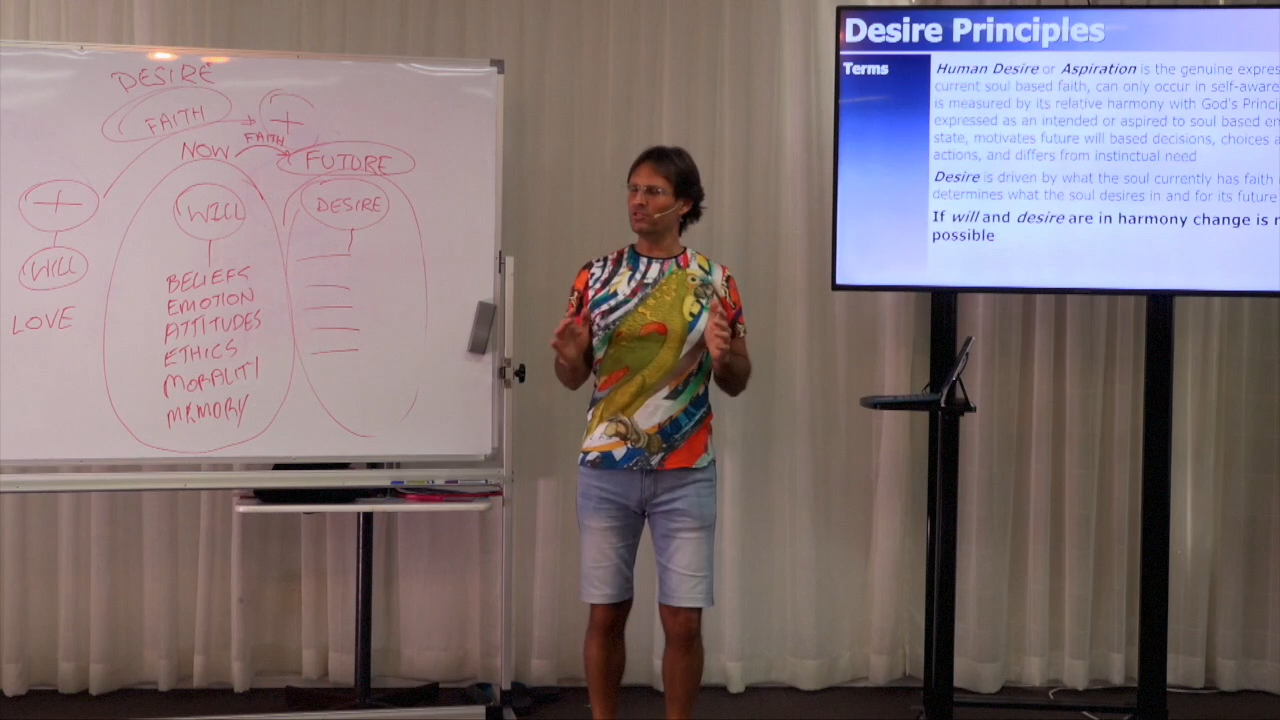 DESIRE
FAITH
+
FAITH
NOW
FUTURE
+
WILL
DESIRE
WILL
BELIEFS
EMOTION
ATTITUDES
ETHICS
MORALITY
MEMORY
LOVE
Desire Principles
Terms
Human Desire or Aspiration is the genuine expres
current soul based faith, can only occur in self-aware
is measured by its relative harmony with God's Princi
expressed as an intended or aspired to soul based em
state, motivates future will based decisions, choices a
actions, and differs from instinctual need
Desire is driven by what the soul currently has faith
determines what the soul desires in and for its future
If will and desire are in harmony change is
possible